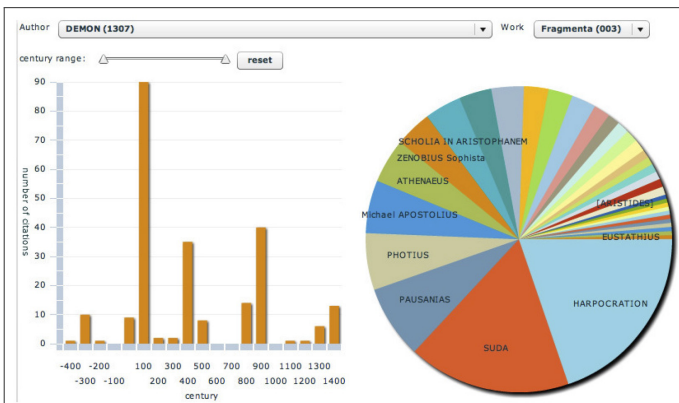 Author DEMON (1307) Work Fragmenta (003)
century range: reset
number of citations
90
80
70
60
50
40
30
20
10
0
-400 -200 100 300 500 700 900 1100 1300
-300 -100 200 400 600 800 1000 1200 1400
century
SCHOLIA IN ARISTOPHANEM
ZENOBIUS Sophista
ATHENAEUS
Michael APOSTOLIUS
PHOTIUS
PAUSANIAS
SUDA
HARPOCRATION
EUSTATHIUS
[ARISTIDES]